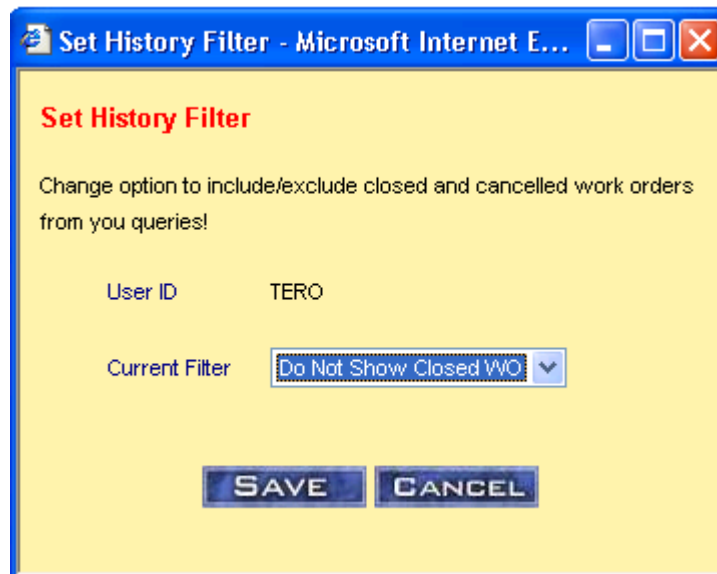 Set History Filter - Microsoft Internet E...
Set History Filter
Change option to include/exclude closed and cancelled work orders
from you queries!
User ID TERO
Current Filter Do Not Show Closed WO
SAVE CANCEL